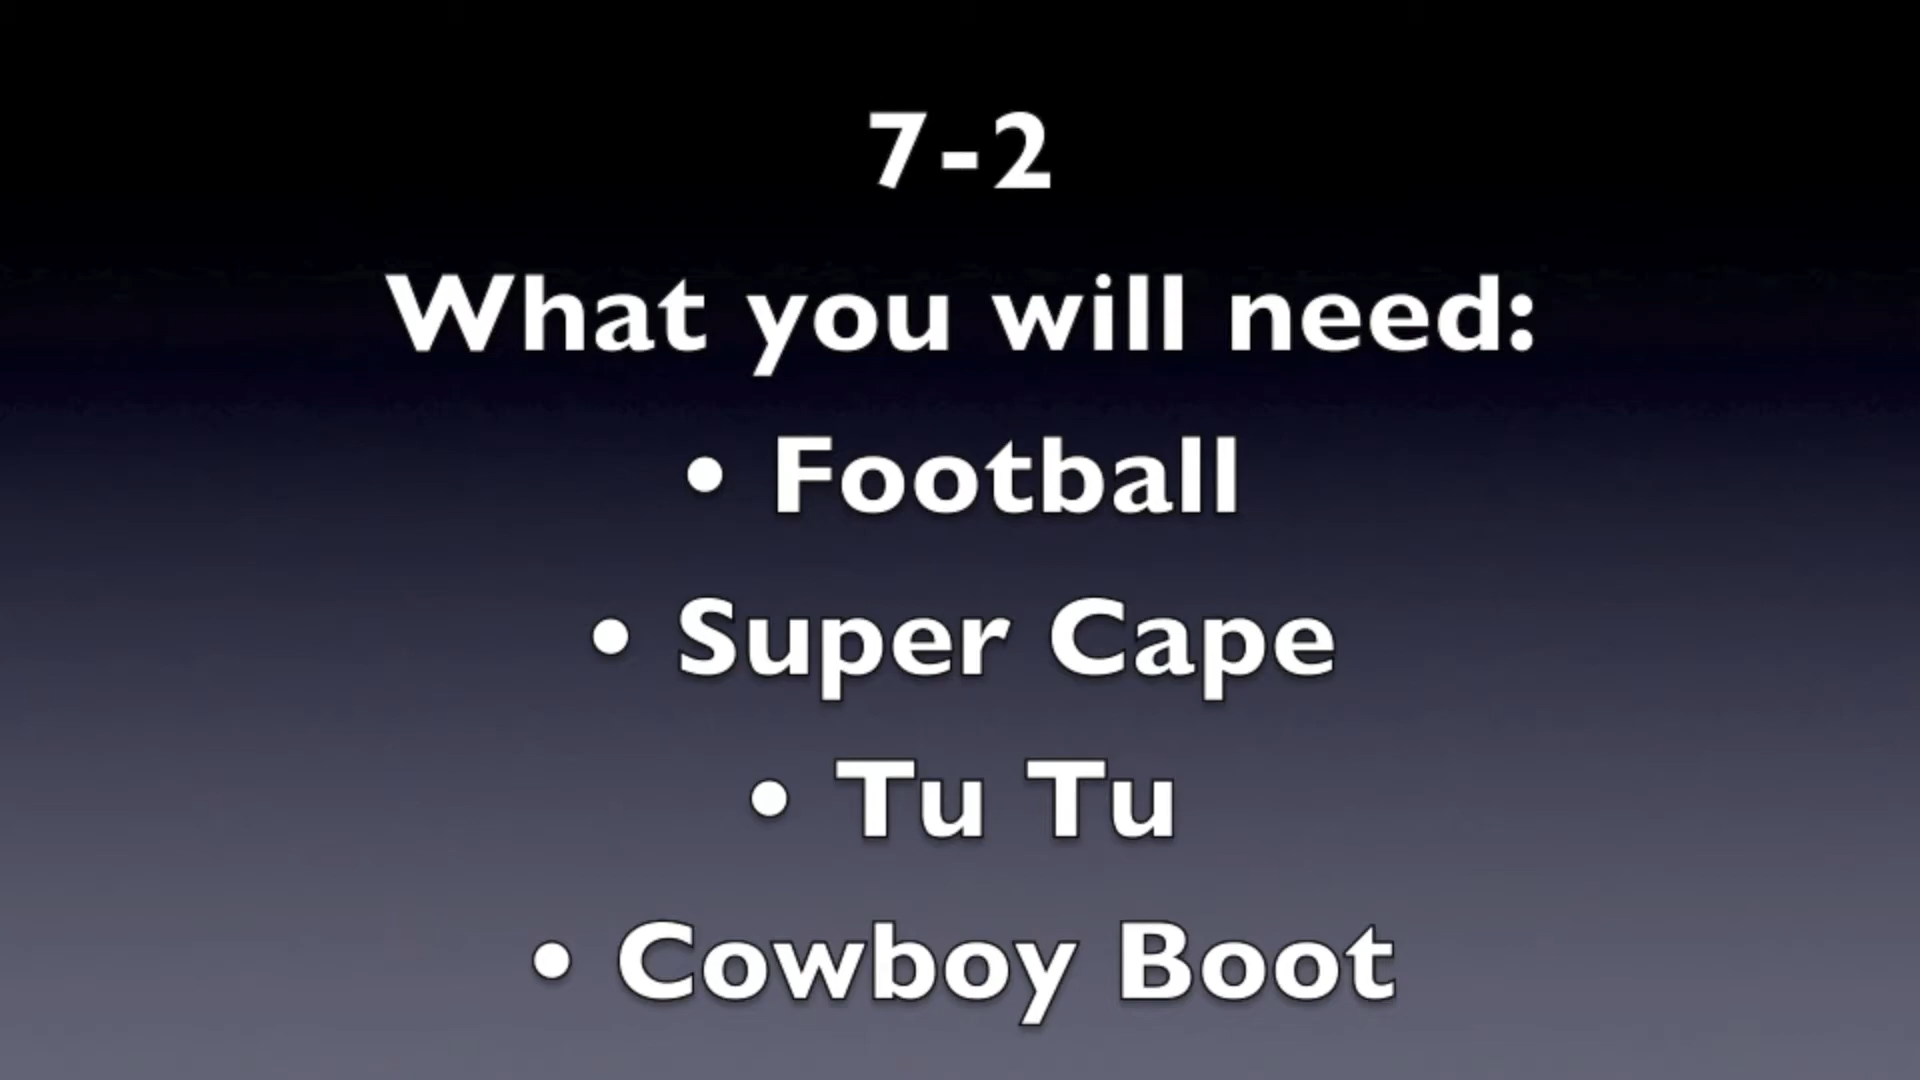 7-2
What you will need:
• Football
• Super Cape
• Tu Tu
• Cowboy Boot